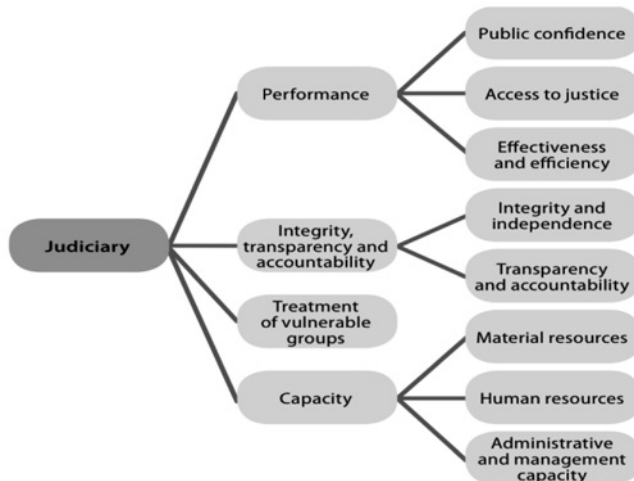 Public confidence
Performance
Access to justice
Effectiveness
and efficiency
Judiciary
Integrity,
transparency and
accountability
Integrity and
independence
Transparency
and accountability
Treatment
of vulnerable
groups
Capacity
Material resources
Human resources
Administrative
and management
capacity